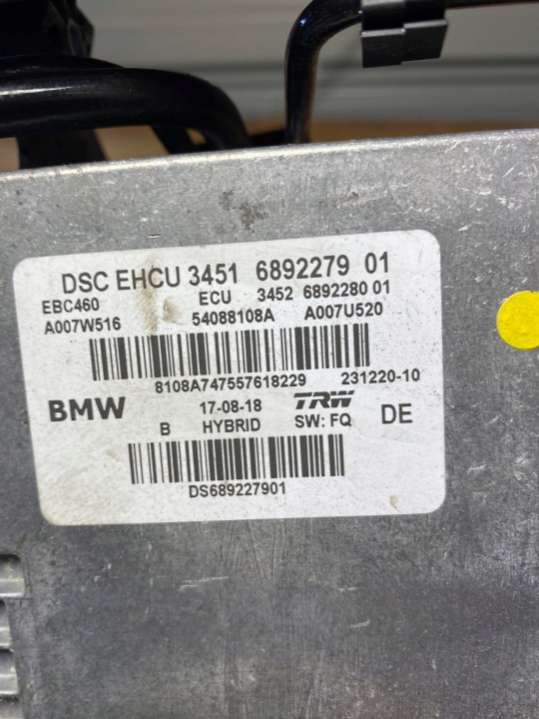 DSC EHCU 3451 6892279 01
EBC460 ECU 3452 6892280 01
A007W516 54088108A A007U520
8108A747557618229 231220-10
BMW 17-08-18 TRW DE
B HYBRID SW: FQ
DS689227901